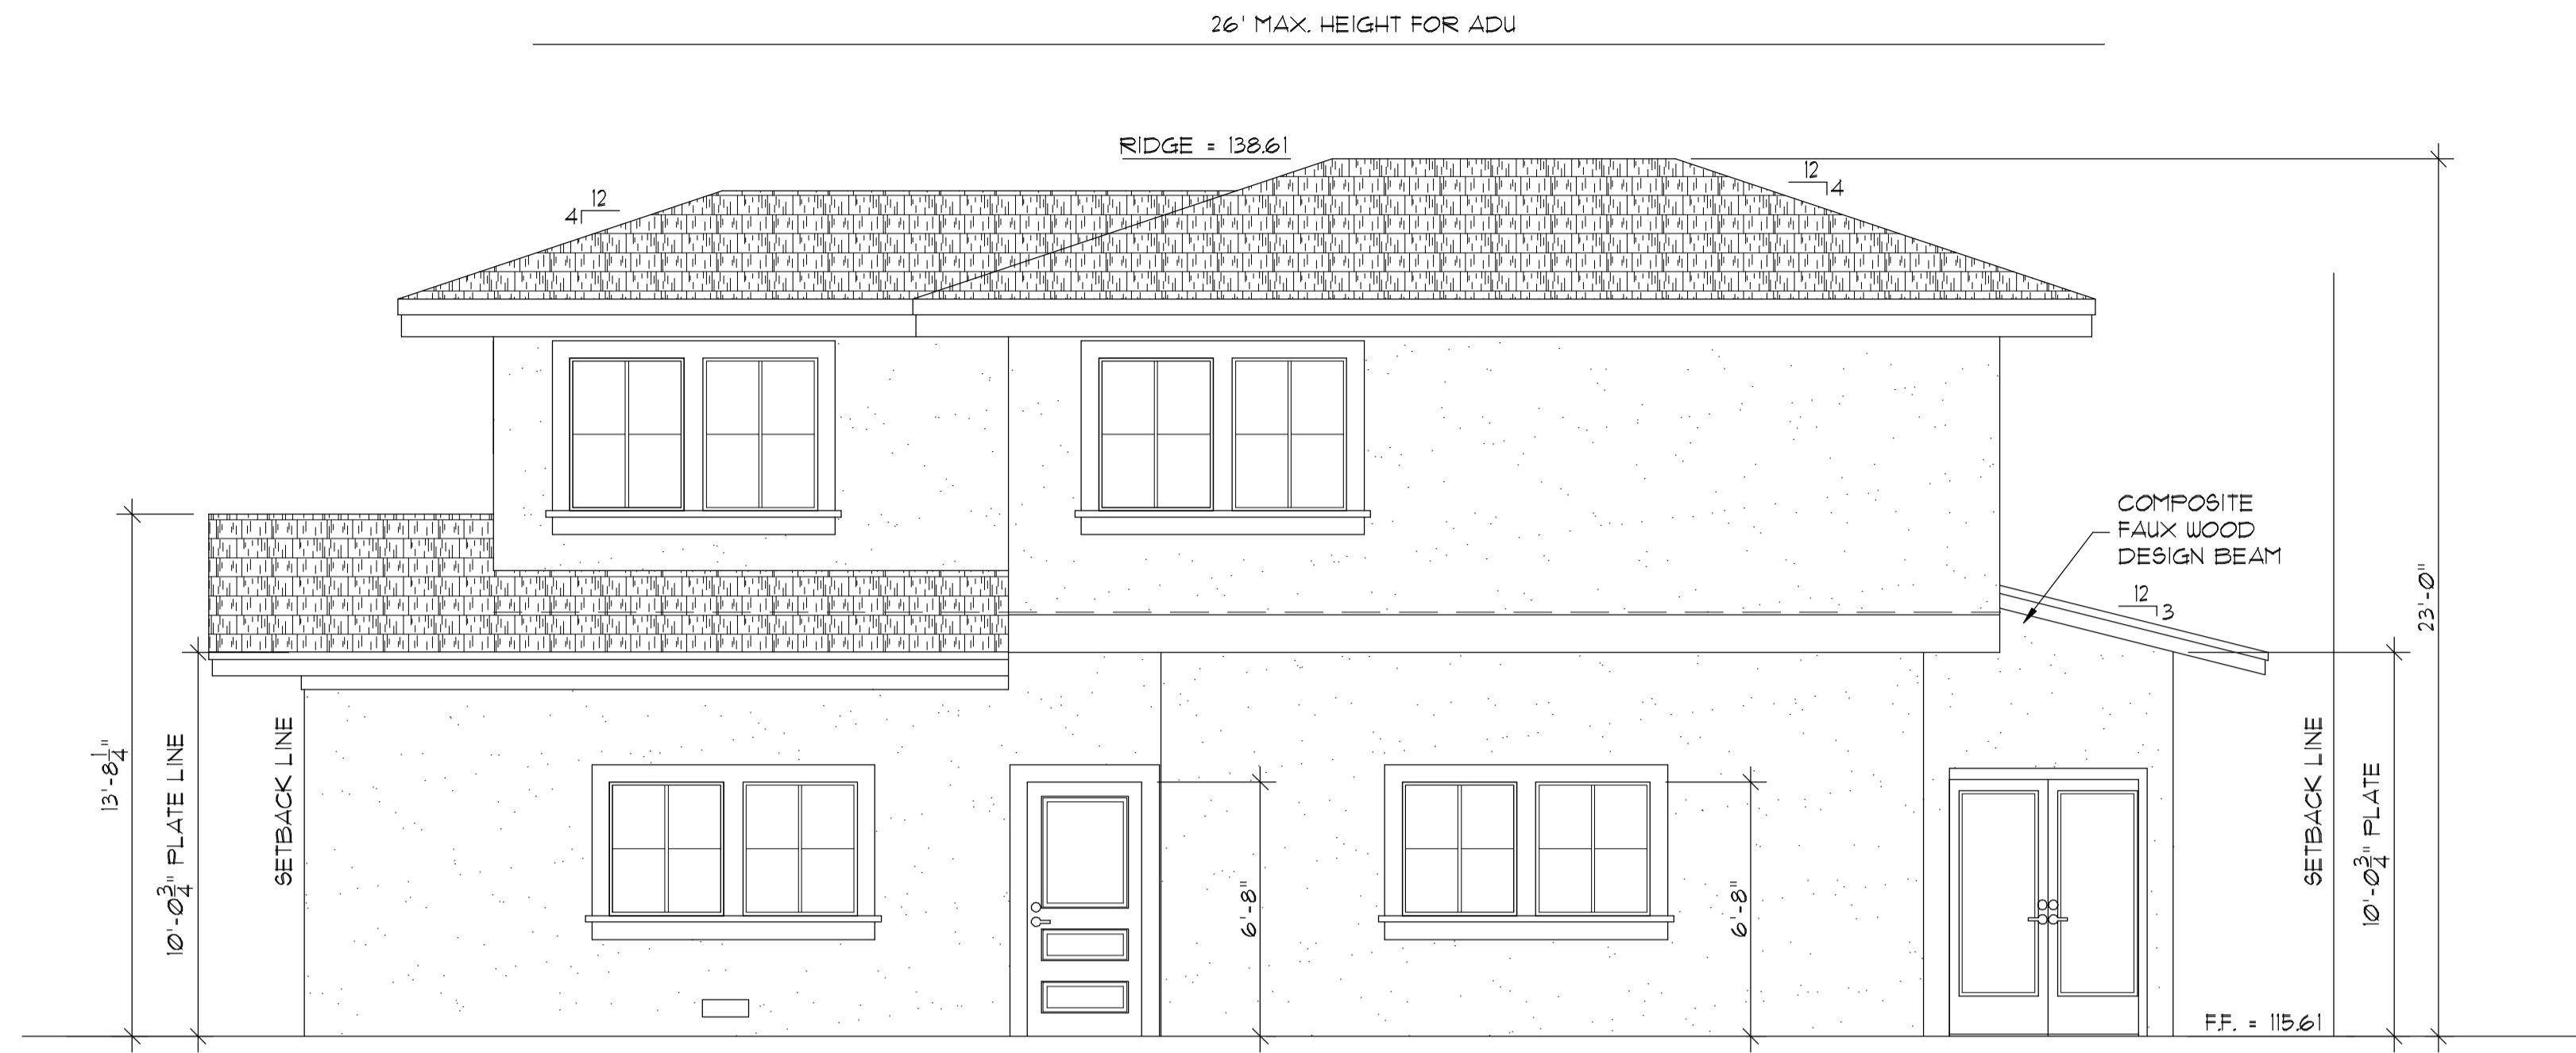 26' MAX. HEIGHT FOR ADU
RIDGE = 138.61
12
4
12
4
COMPOSITE
FAUX WOOD
DESIGN BEAM
12
3
23'-0"
13'-8 1/4"
10'-0 3/4" PLATE LINE
SETBACK LINE
6'-8"
6'-8"
SETBACK LINE
10'-0 3/4" PLATE
F.F. = 115.61